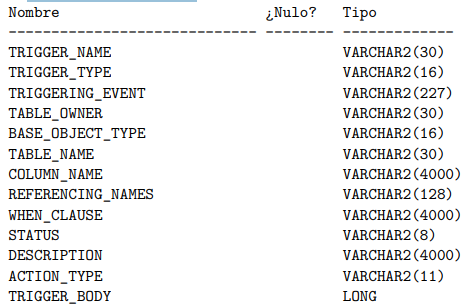 Nombre ¿Nulo? Tipo
---------------------------- -------- -------------
TRIGGER_NAME VARCHAR2(30)
TRIGGER_TYPE VARCHAR2(16)
TRIGGERING_EVENT VARCHAR2(227)
TABLE_OWNER VARCHAR2(30)
BASE_OBJECT_TYPE VARCHAR2(16)
TABLE_NAME VARCHAR2(30)
COLUMN_NAME VARCHAR2(4000)
REFERENCING_NAMES VARCHAR2(128)
WHEN_CLAUSE VARCHAR2(4000)
STATUS VARCHAR2(8)
DESCRIPTION VARCHAR2(4000)
ACTION_TYPE VARCHAR2(11)
TRIGGER_BODY LONG